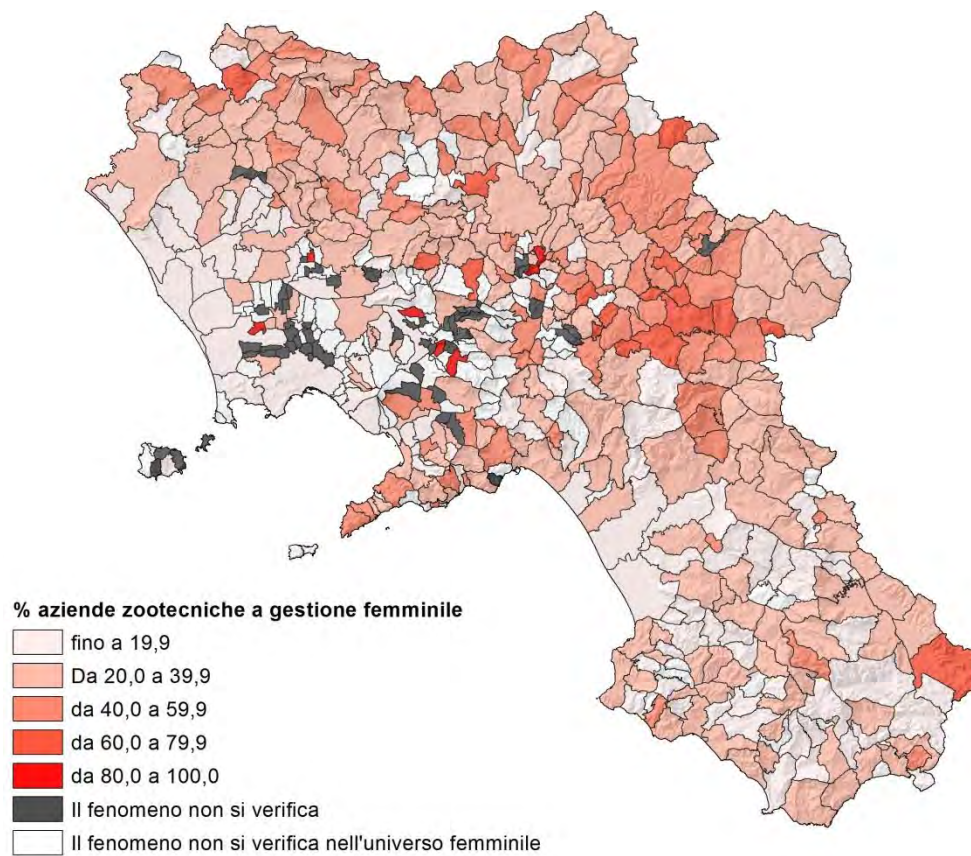 % aziende zootecniche a gestione femminile
fino a 19,9
Da 20,0 a 39,9
da 40,0 a 59,9
da 60,0 a 79,9
da 80,0 a 100,0
Il fenomeno non si verifica
Il fenomeno non si verifica nell'universo femminile